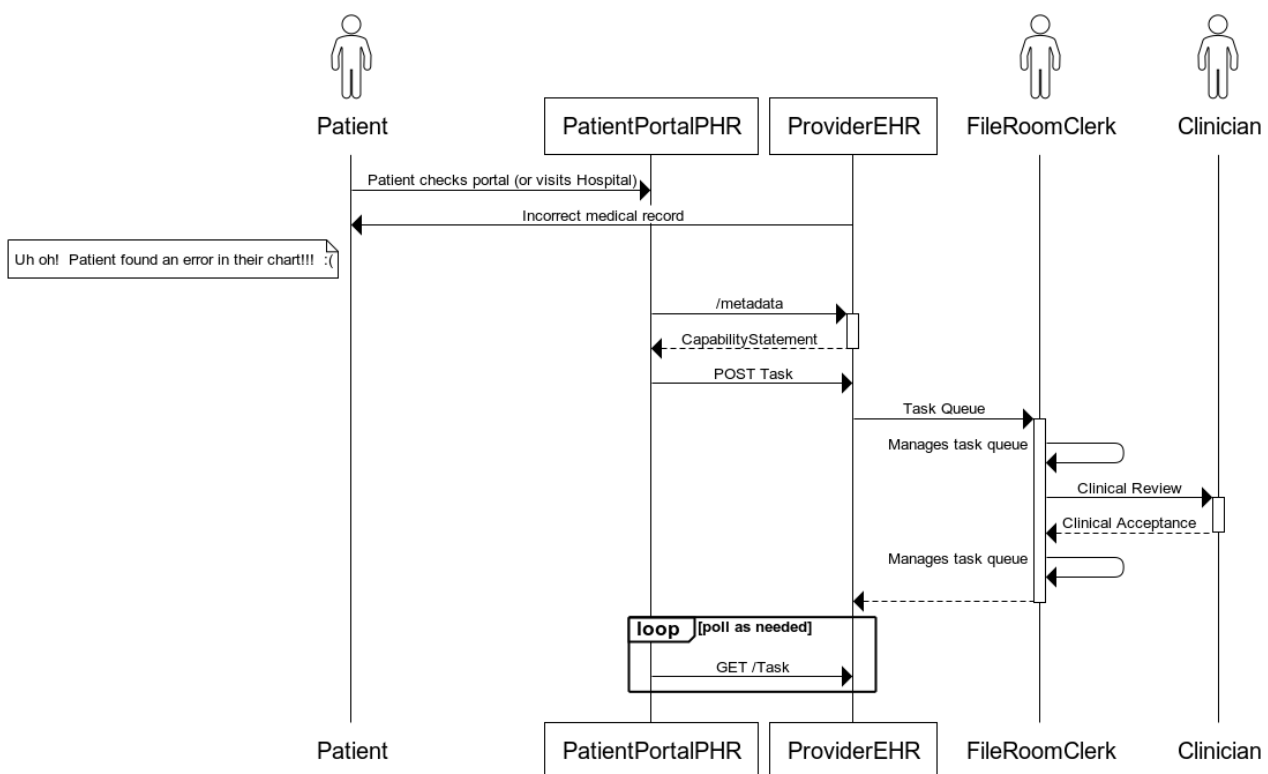 Patient
PatientPortalPHR
ProviderEHR
FileRoomClerk
Clinician
Patient checks portal (or visits Hospital)
Incorrect medical record
Uh oh!  Patient found an error in their chart!!!  :(
/metadata
CapabilityStatement
POST Task
Task Queue
Manages task queue
Clinical Review
Clinical Acceptance
Manages task queue
loop [poll as needed]
GET /Task
Patient
PatientPortalPHR
ProviderEHR
FileRoomClerk
Clinician